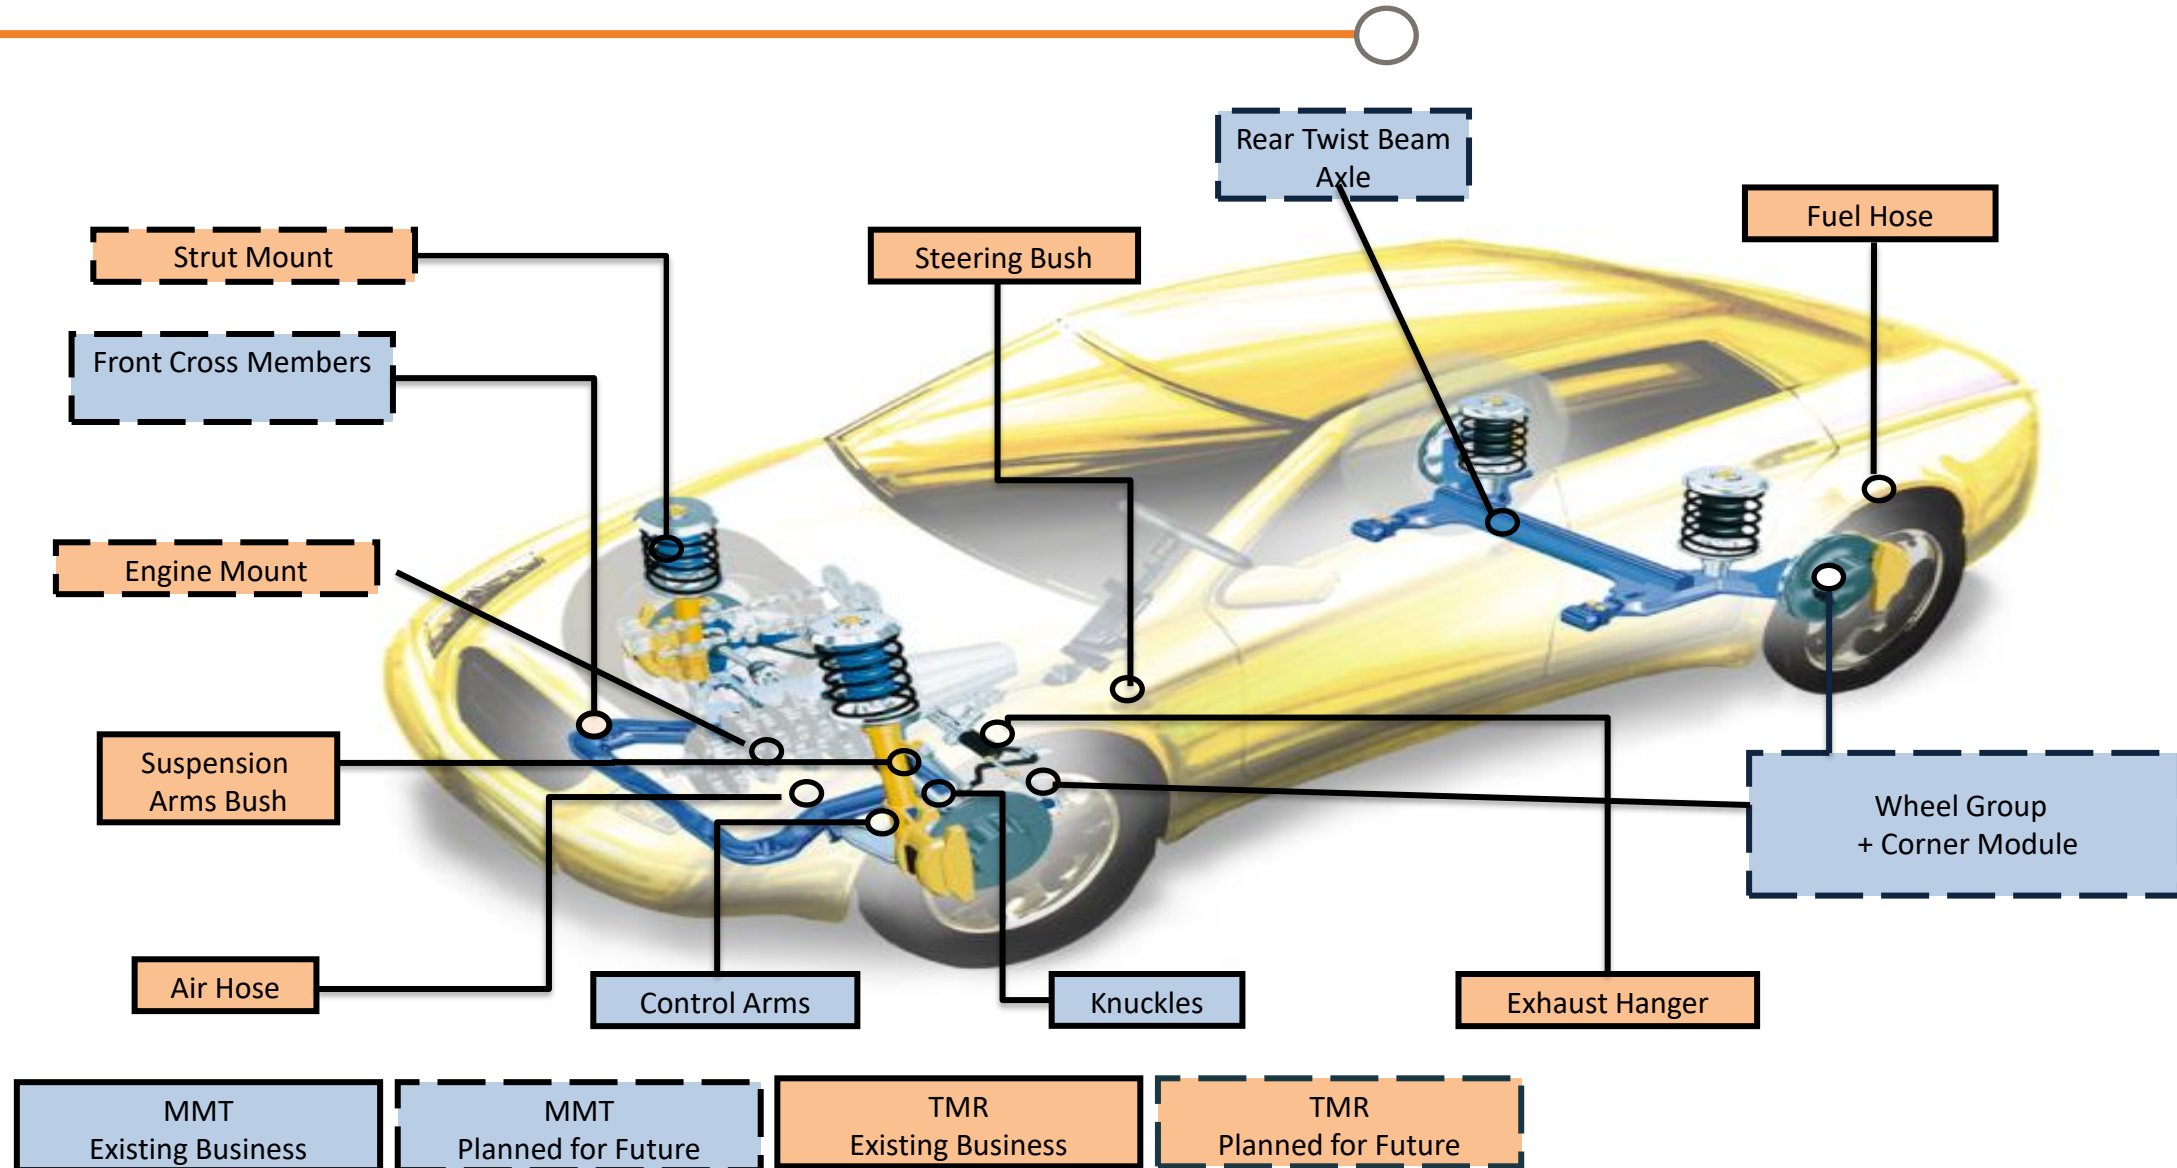 Rear Twist Beam
Axle
Fuel Hose
Strut Mount
Steering Bush
Front Cross Members
Engine Mount
Suspension
Arms Bush
Wheel Group
+ Corner Module
Air Hose
Control Arms
Knuckles
Exhaust Hanger
MMT
Existing Business
MMT
Planned for Future
TMR
Existing Business
TMR
Planned for Future